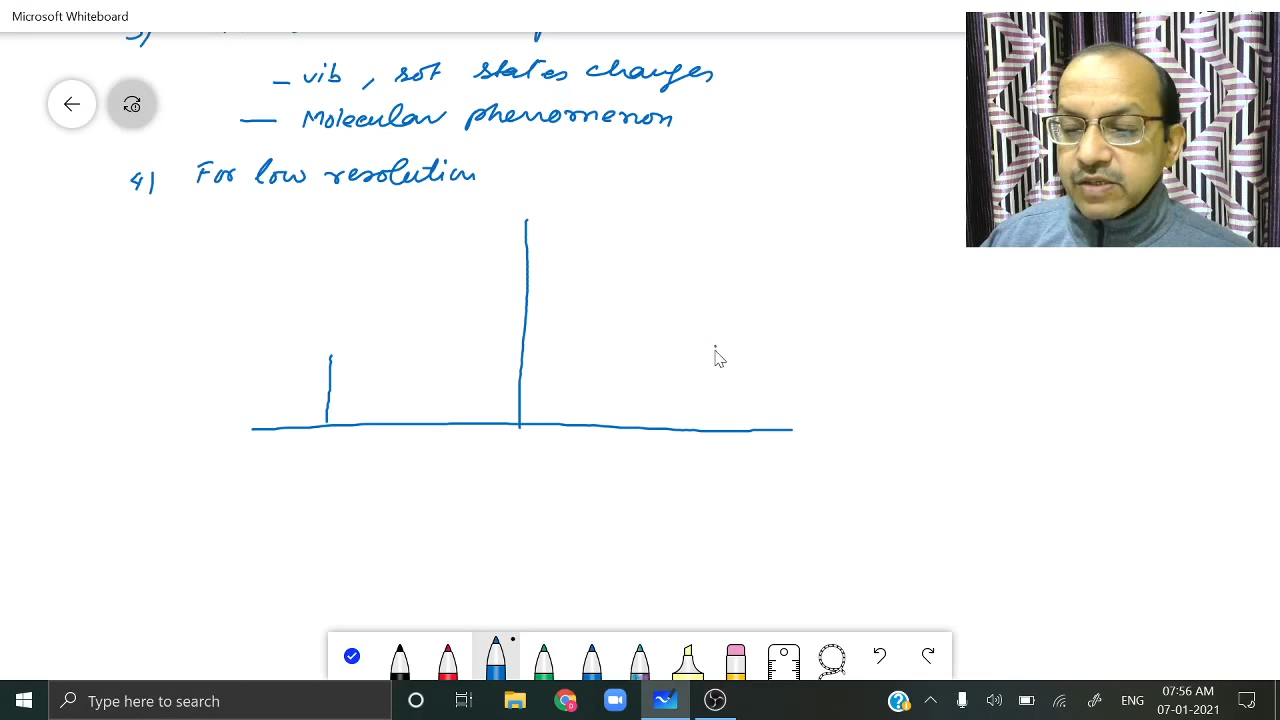 Microsoft Whiteboard
3)
- vib, rot states changes
— Molecular phenomenon
4) For low resolution
Type here to search
ENG
07:56 AM
07-01-2021